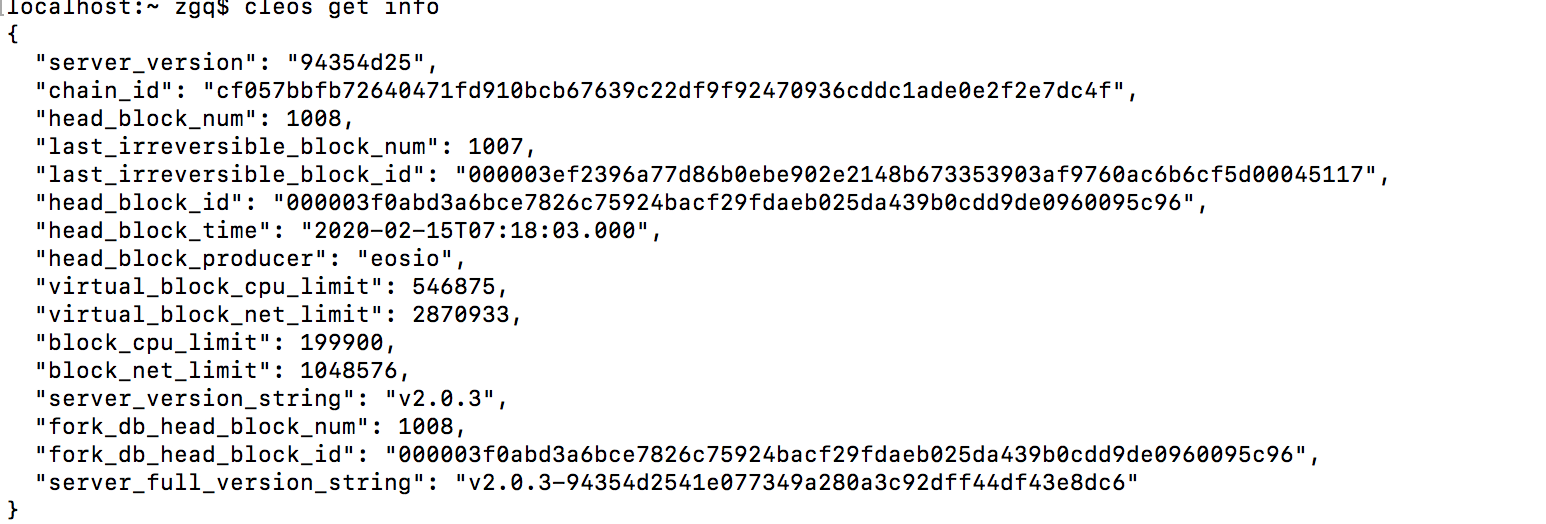 localhost:~ zgq$ cleos get info
{
  "server_version": "94354d25",
  "chain_id": "cf057bbfb72640471fd910bcb67639c22df9f92470936cddc1ade0e2f2e7dc4f",
  "head_block_num": 1008,
  "last_irreversible_block_num": 1007,
  "last_irreversible_block_id": "000003ef2396a77d86b0ebe902e2148b673353903af9760ac6b6cf5d00045117",
  "head_block_id": "000003f0abd3a6bce7826c75924bacf29fdaeb025da439b0cdd9de0960095c96",
  "head_block_time": "2020-02-15T07:18:03.000",
  "head_block_producer": "eosio",
  "virtual_block_cpu_limit": 546875,
  "virtual_block_net_limit": 2870933,
  "block_cpu_limit": 199900,
  "block_net_limit": 1048576,
  "server_version_string": "v2.0.3",
  "fork_db_head_block_num": 1008,
  "fork_db_head_block_id": "000003f0abd3a6bce7826c75924bacf29fdaeb025da439b0cdd9de0960095c96",
  "server_full_version_string": "v2.0.3-94354d2541e077349a280a3c92dff44df43e8dc6"
}